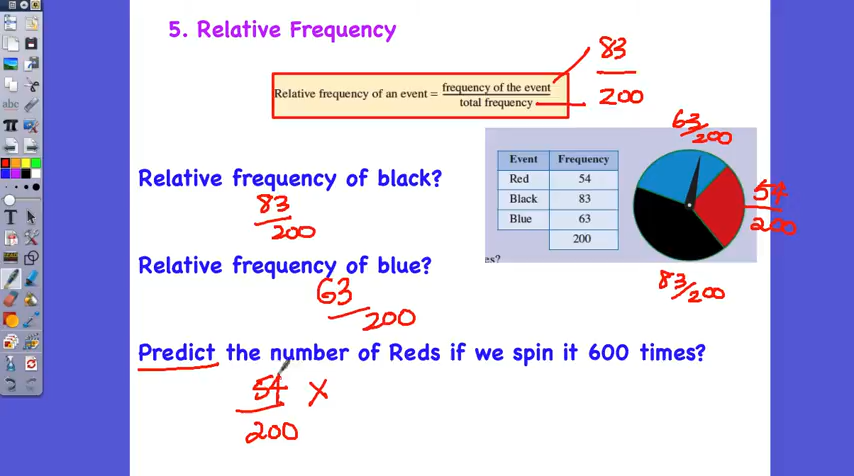 5. Relative Frequency
83
200
Relative frequency of an event = frequency of the event
total frequency
63/200
Event Frequency
Red 54
Black 83
Blue 63
200
54
200
83/200
es?
Relative frequency of black?
83
200
Relative frequency of blue?
63
200
Predict the number of Reds if we spin it 600 times?
54 X
200
abc
π
T